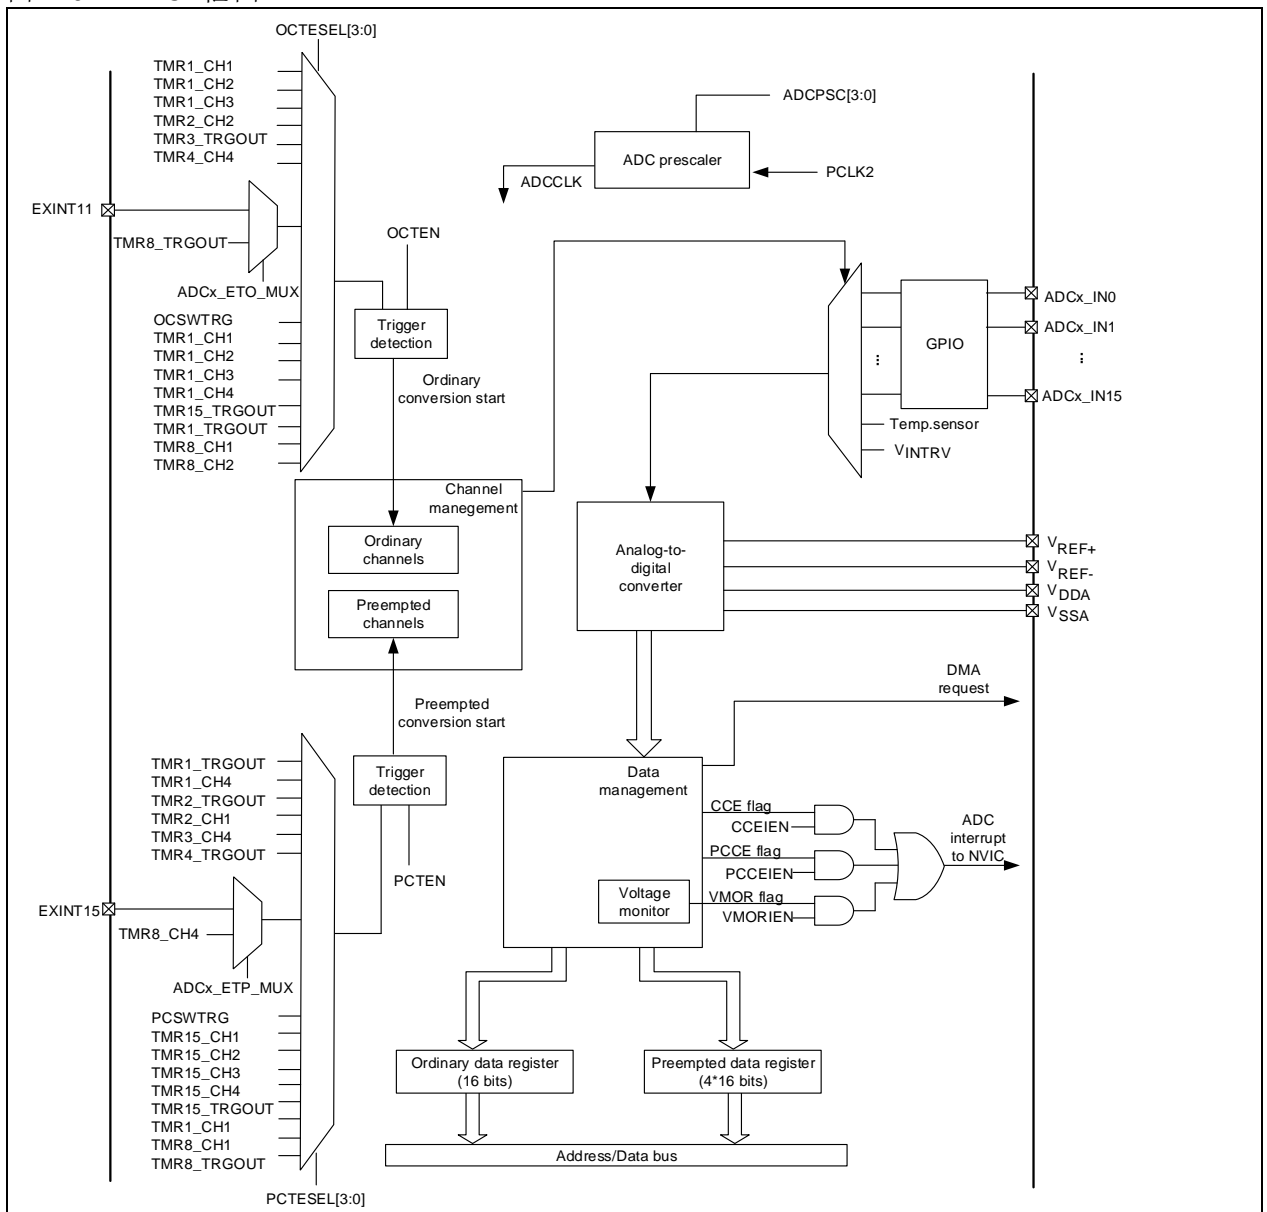 OCTESEL[3:0]
TMR1_CH1
TMR1_CH2
TMR1_CH3
TMR2_CH2
TMR3_TRGOUT
TMR4_CH4
EXINT11
TMR8_TRGOUT
ADCx_ETO_MUX
OCSWTRG
TMR1_CH1
TMR1_CH2
TMR1_CH3
TMR1_CH4
TMR15_TRGOUT
TMR1_TRGOUT
TMR8_CH1
TMR8_CH2
OCTEN
Trigger
detection
Ordinary
conversion start
ADCPSC[3:0]
ADC prescaler
ADCCLK
PCLK2
GPIO
ADCx_IN0
ADCx_IN1
...
...
ADCx_IN15
Temp.sensor
VINTRV
Channel
manegement
Ordinary
channels
Preempted
channels
Analog-to-
digital
converter
VREF+
VREF-
VDDA
VSSA
Preempted
conversion start
Trigger
detection
PCTEN
TMR1_TRGOUT
TMR1_CH4
TMR2_TRGOUT
TMR2_CH1
TMR3_CH4
TMR4_TRGOUT
EXINT15
TMR8_CH4
ADCx_ETP_MUX
PCSWTRG
TMR15_CH1
TMR15_CH2
TMR15_CH3
TMR15_CH4
TMR15_TRGOUT
TMR1_CH1
TMR8_CH1
TMR8_TRGOUT
PCTESEL[3:0]
DMA
request
Data
management
CCE flag
CCEIEN
PCCE flag
PCCEIEN
Voltage
monitor
VMOR flag
VMORIEN
ADC
interrupt
to NVIC
Ordinary data register
(16 bits)
Preempted data register
(4*16 bits)
Address/Data bus